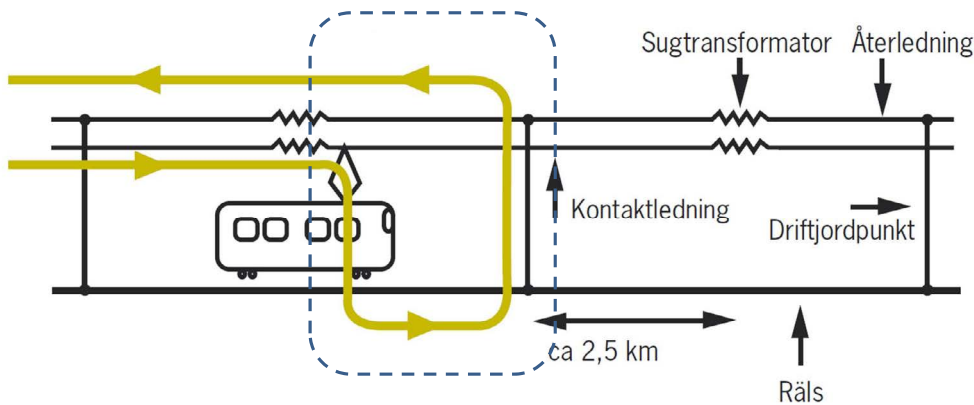 Sugtransformator
Återledning
Kontaktledning
Driftjordpunkt
ca 2,5 km
Räls